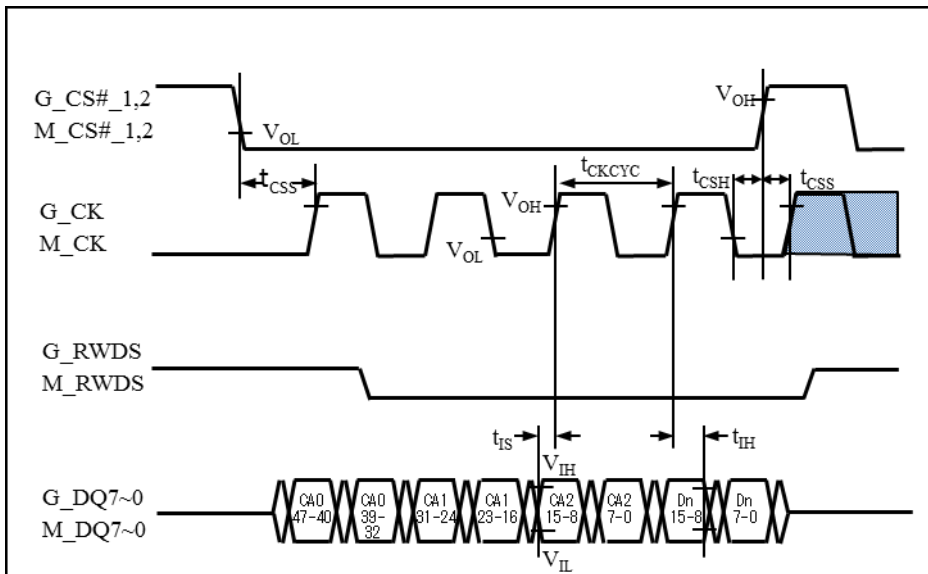 G_CS#_1,2
M_CS#_1,2
VOL
VOH
tCSS
tCKCYC
tCSH
tCSS
G_CK
M_CK
VOH
VOL
G_RWDS
M_RWDS
tIS
tIH
VIH
G_DQ7~0
M_DQ7~0
CA0
47-40
CA0
39-
32
CA1
31-24
CA1
23-16
CA2
15-8
CA2
7-0
Dn
15-8
Dn
7-0
VIL